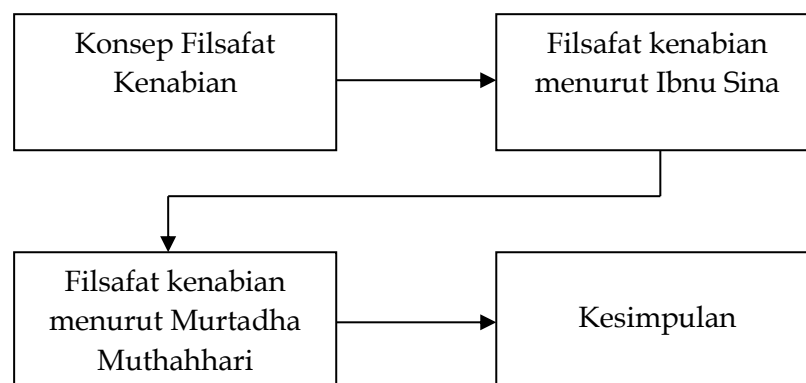 Konsep Filsafat
Kenabian
Filsafat kenabian
menurut Ibnu Sina
Filsafat kenabian
menurut Murtadha
Muthahhari
Kesimpulan